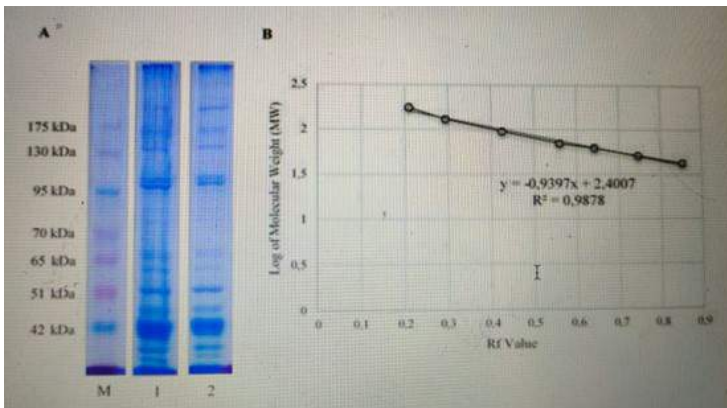 A
175 kDa
130 kDa
95 kDa
70 kDa
65 kDa
51 kDa
42 kDa
M 1 2
B
Log of Molecular Weight (MW)
2.5
2
1,5
1
0,5
0
y = -0,9397x + 2,4007
R² = 0,9878
0 0,1 0,2 0,3 0,4 0,5 0,6 0,7 0,8 0,9
Rf Value